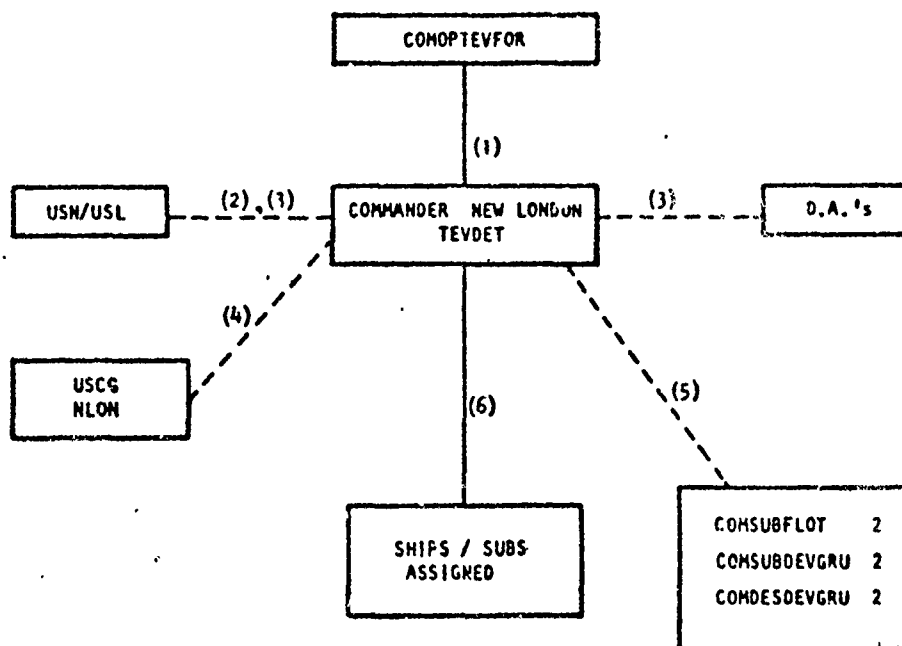 COMOPTEVFOR
(1)
USN/USL
(2), (3)
COMMANDER NEW LONDON
TEVDET
(3)
D.A.'s
(4)
USCG
NLON
(5)
(6)
SHIPS / SUBS
ASSIGNED
COMSUBFLOT 2
COMSUBDEVGRU 2
COMDESDEVGRU 2